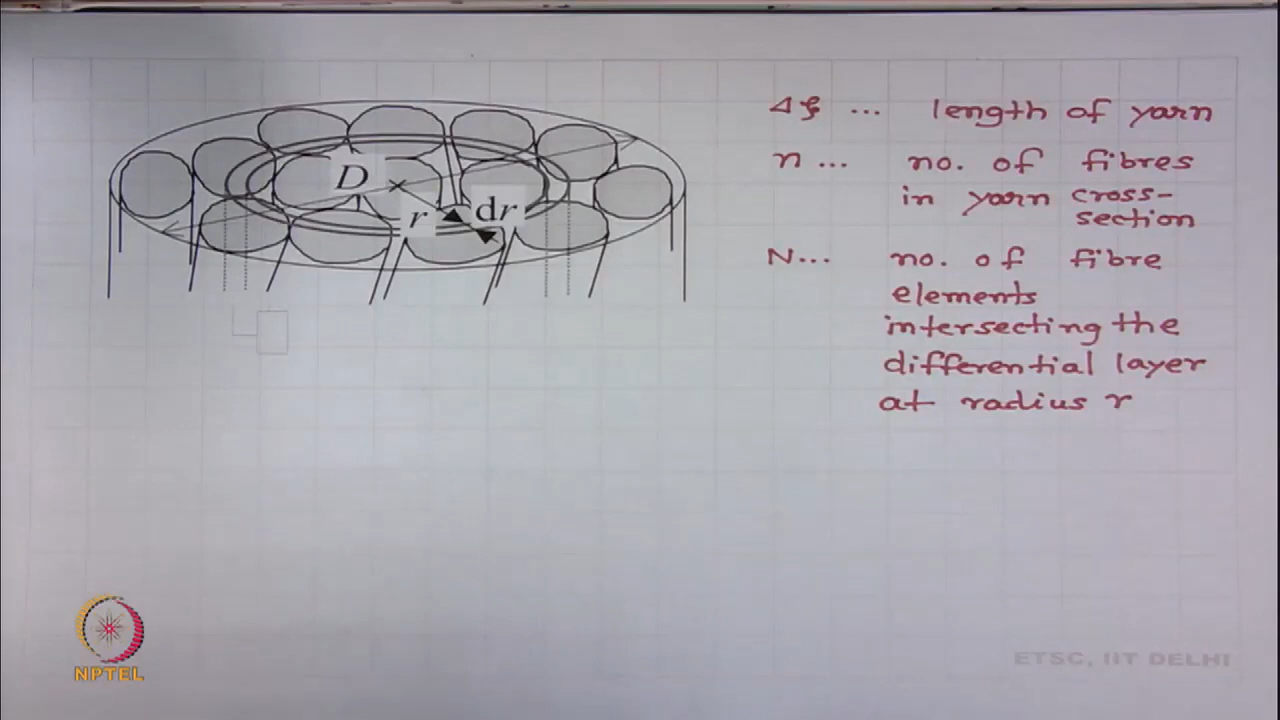 D
r
dr
Δζ ... length of yarn
n... no. of fibres
in yarn cross-
section
N... no. of fibre
elements
intersecting the
differential layer
at radius r
NPTEL
ETSC, IIT DELHI